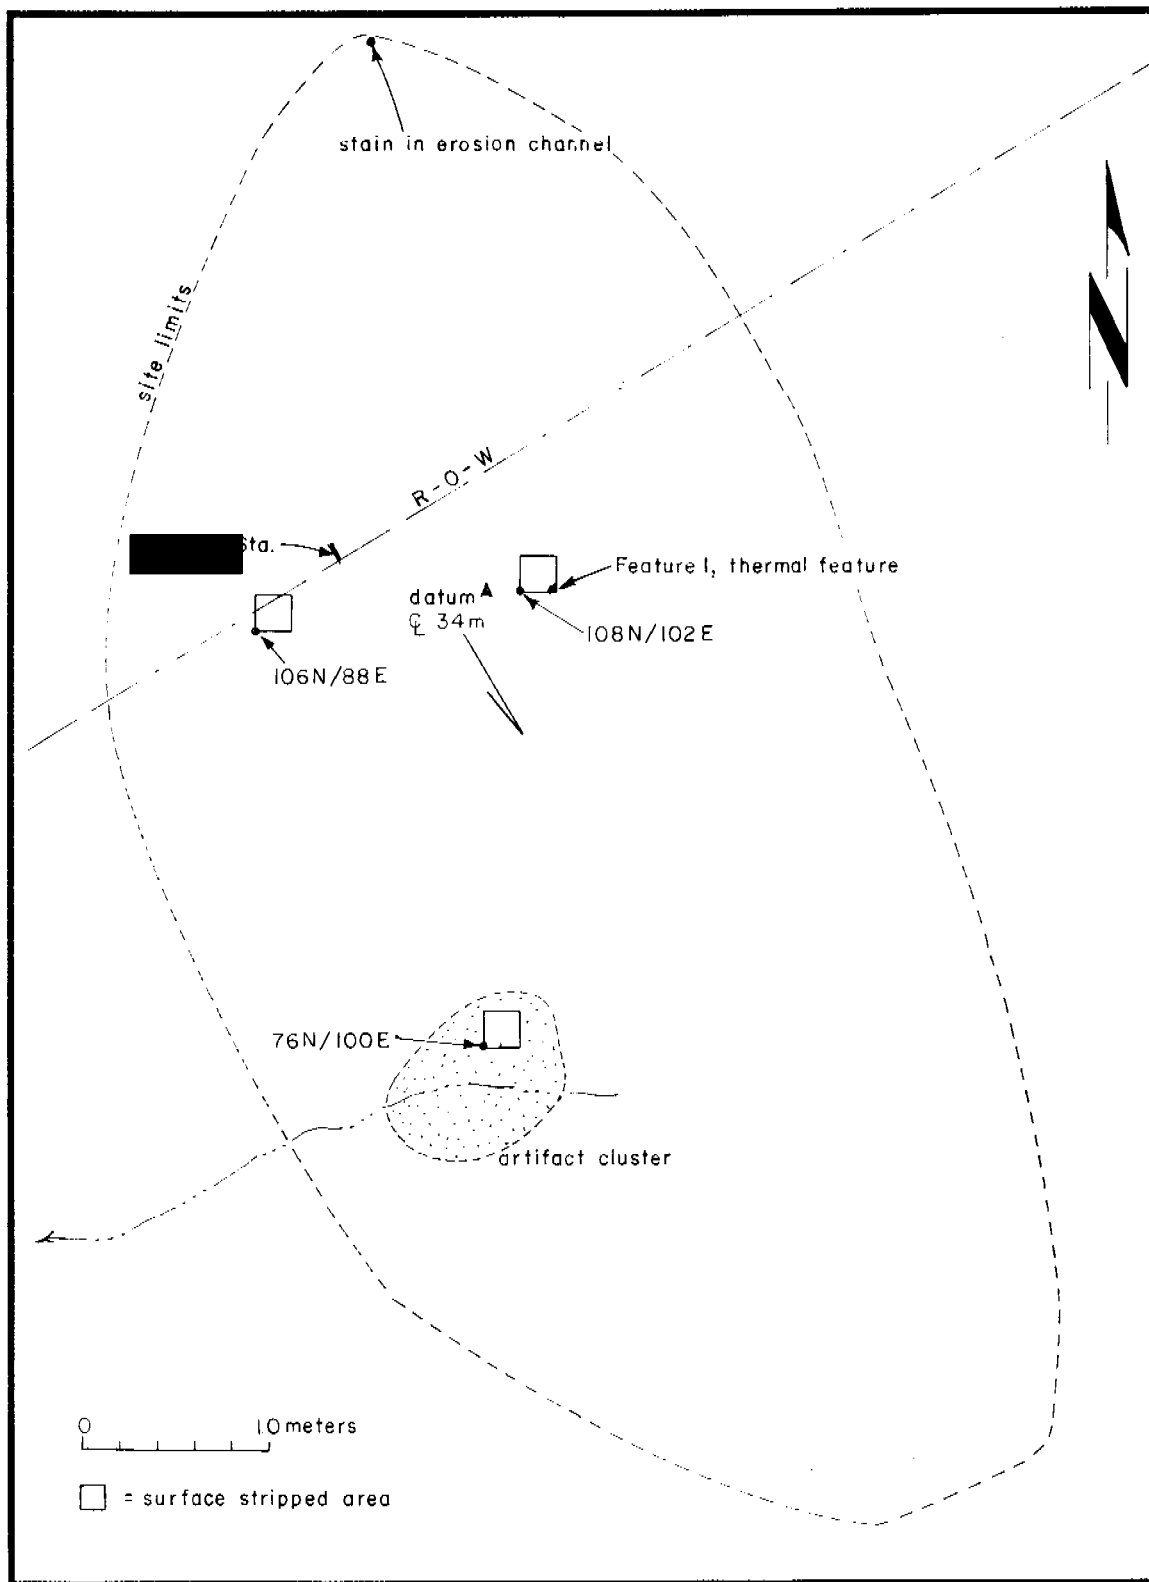 stain in erosion channel
site limits
R-O-W
Sta.
Feature 1, thermal feature
datum
℄ 34m
108N/102E
106N/88E
N
76N/100E
artifact cluster
0 10 meters
= surface stripped area